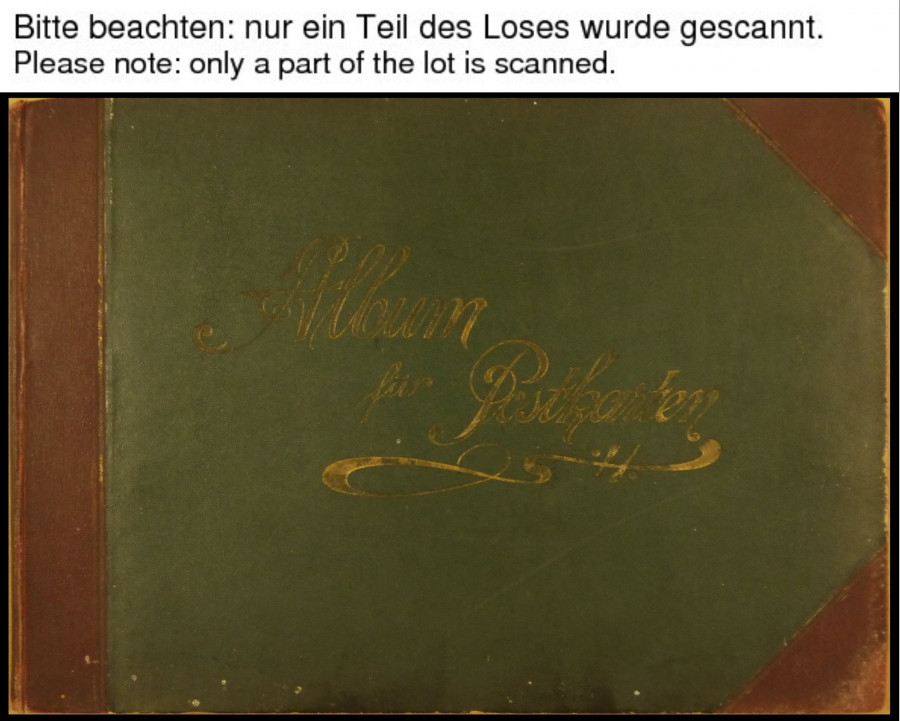 Bitte beachten: nur ein Teil des Loses wurde gescannt.
Please note: only a part of the lot is scanned.
Album
für Postkarten